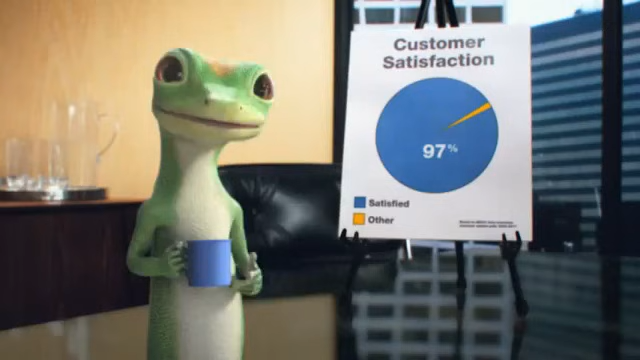 Customer
Satisfaction
97%
Satisfied
Other